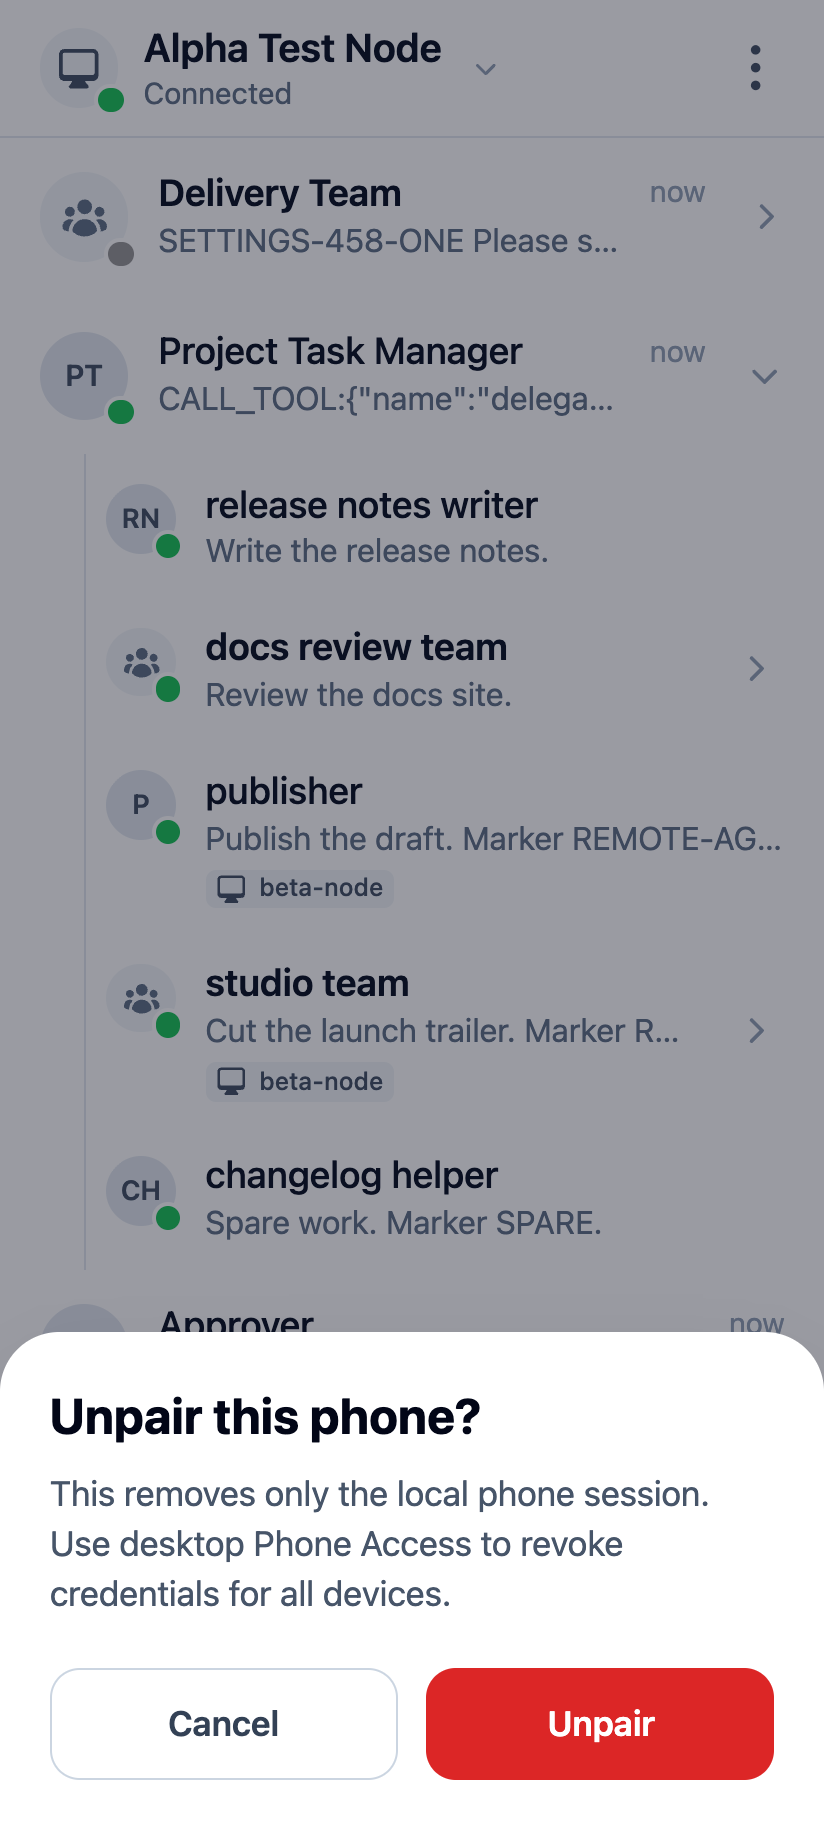 Alpha Test Node
Connected
Delivery Team
now
SETTINGS-458-ONE Please s...
PT
Project Task Manager
now
CALL_TOOL:{"name":"delega...
RN
release notes writer
Write the release notes.
docs review team
Review the docs site.
P
publisher
Publish the draft. Marker REMOTE-AG...
beta-node
studio team
Cut the launch trailer. Marker R...
beta-node
CH
changelog helper
Spare work. Marker SPARE.
Approver
now
Unpair this phone?
This removes only the local phone session.
Use desktop Phone Access to revoke
credentials for all devices.
Cancel
Unpair